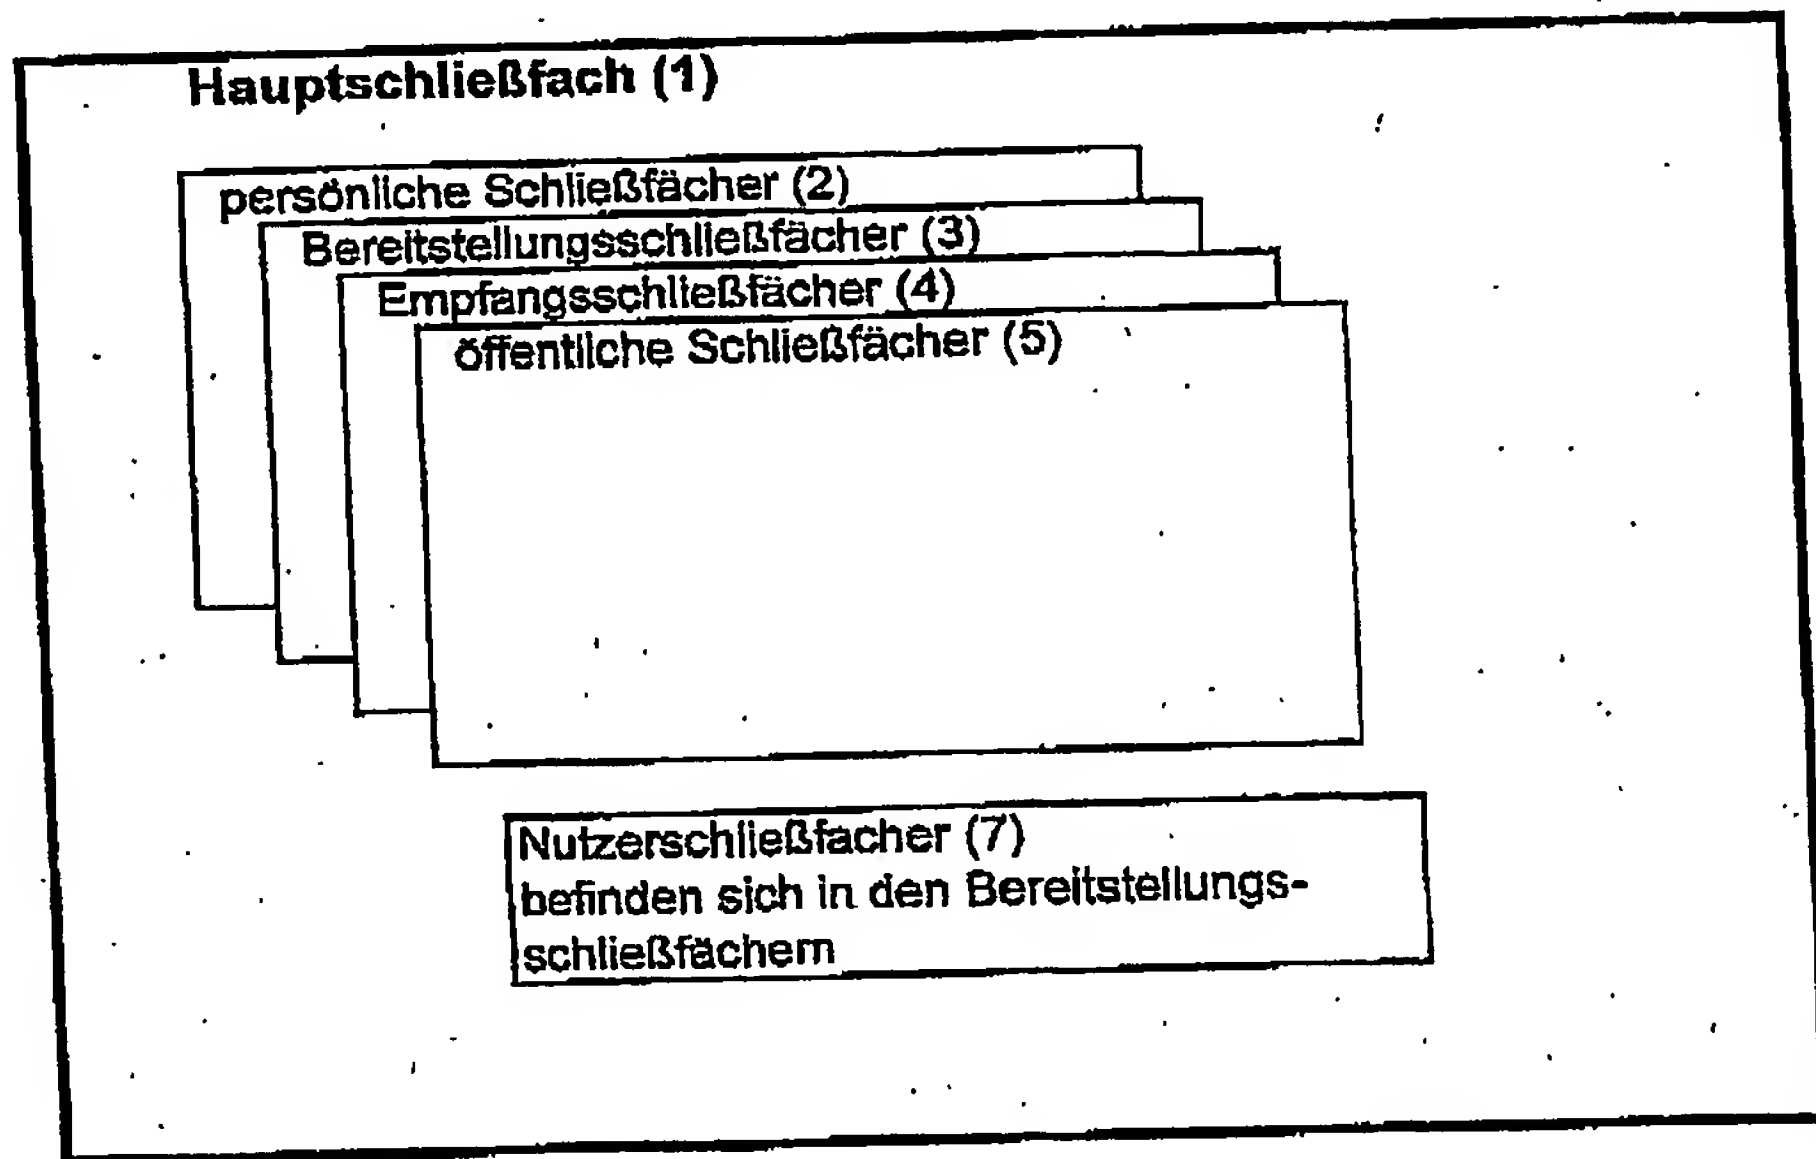 Hauptschließfach (1)
persönliche Schließfächer (2)
Bereitstellungsschließfächer (3)
Empfangsschließfächer (4)
öffentliche Schließfächer (5)
Nutzerschließfacher (7)
befinden sich in den Bereitstellungs-
schließfächern